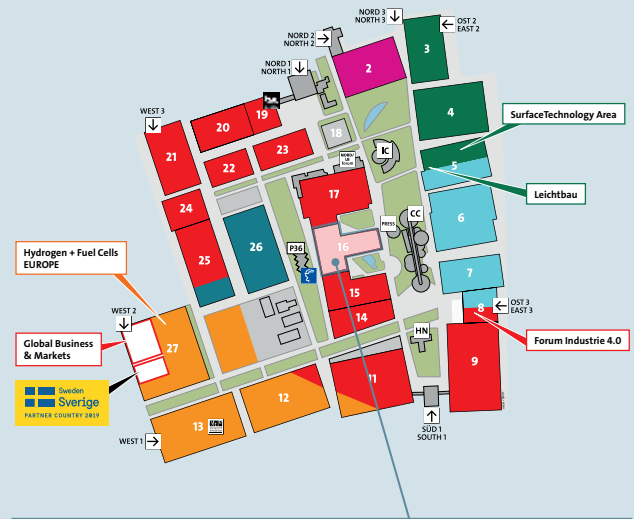 NORD 3
NORTH 3
OST 2
EAST 2
NORD 2
NORTH 2
NORD 1
NORTH 1
WEST 3
3
2
4
SurfaceTechnology Area
19
20
18
23
22
21
IC
5
Leichtbau
17
24
CC
6
PRESS
16
26
P36
25
Hydrogen + Fuel Cells
EUROPE
7
15
8
OST 3
EAST 3
14
WEST 2
HN
Forum Industrie 4.0
27
Global Business
& Markets
9
11
Sweden
Sverige
PARTNER COUNTRY 2019
12
13
WEST 1
SÜD 1
SOUTH 1